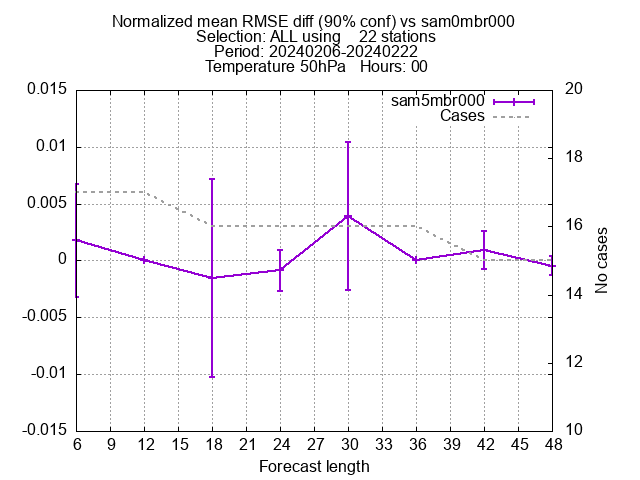 Normalized mean RMSE diff (90% conf) vs sam0mbr000
Selection: ALL using    22 stations
Period: 20240206-20240222
Temperature 50hPa   Hours: 00
sam5mbr000
Cases
0.015
0.01
0.005
0
-0.005
-0.01
-0.015
20
18
16
14
12
10
No cases
6 9 12 15 18 21 24 27 30 33 36 39 42 45 48
Forecast length